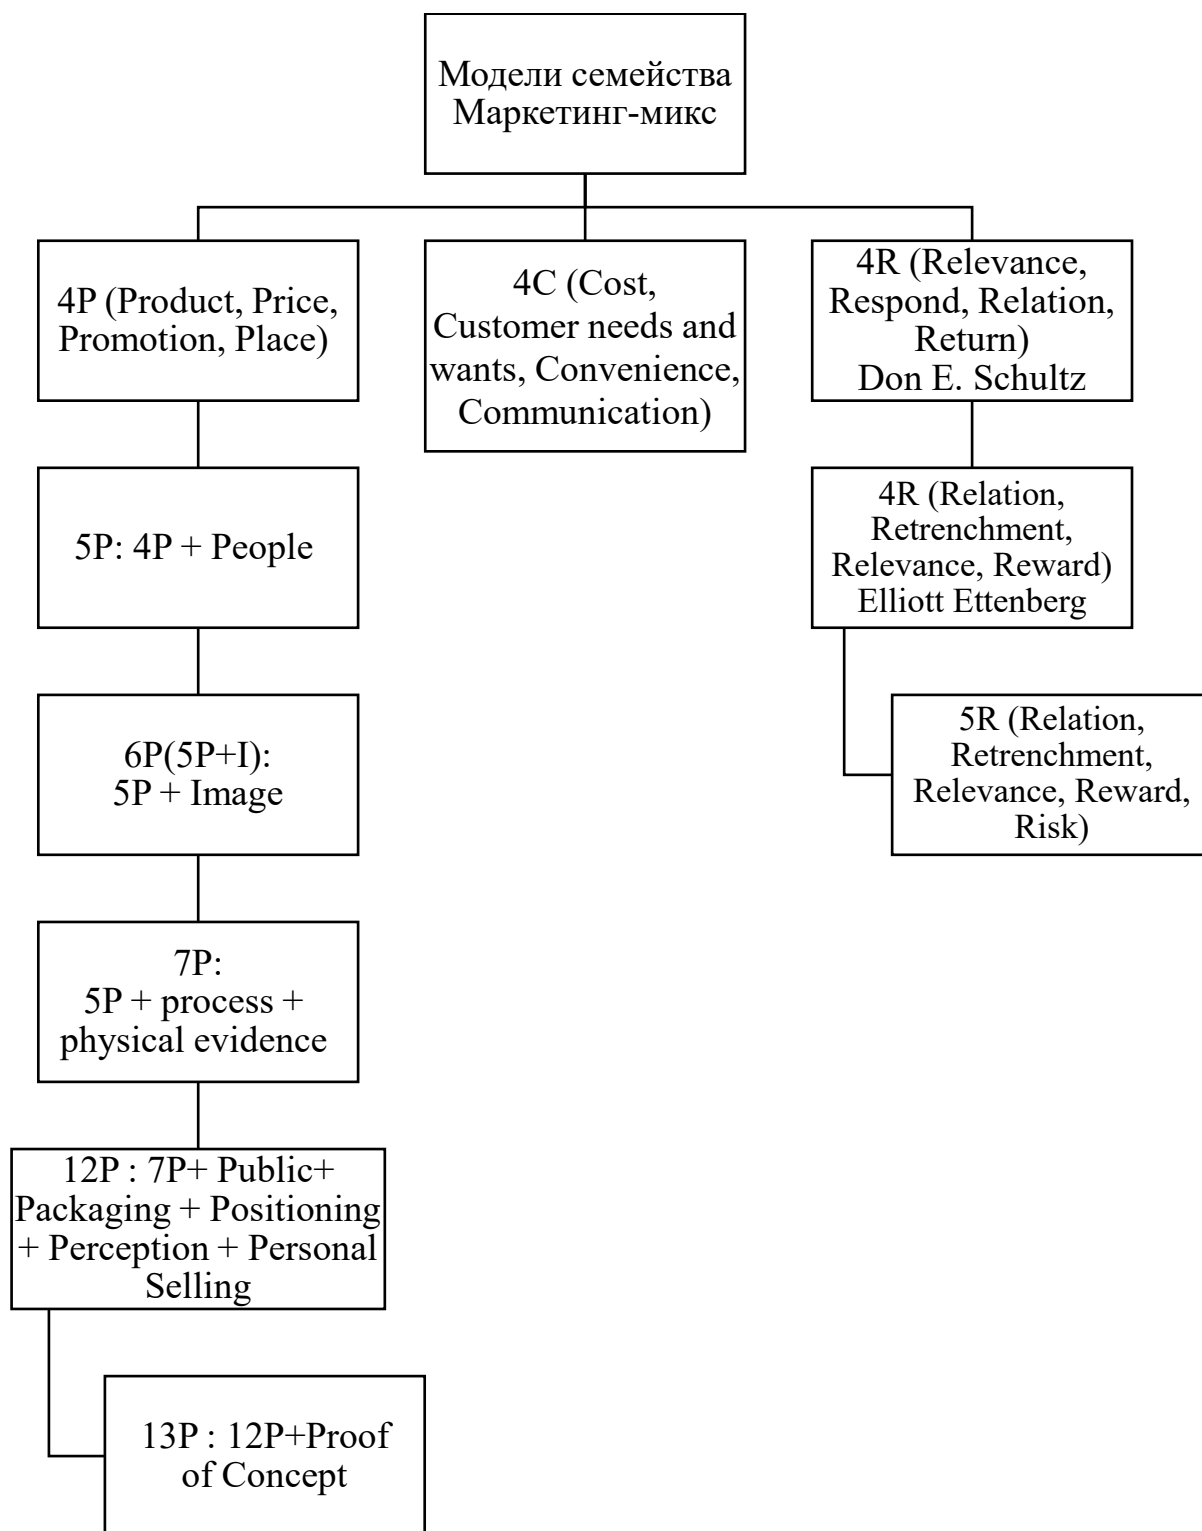 Модели семейства
Маркетинг-микс
4P (Product, Price,
Promotion, Place)
4C (Cost,
Customer needs and
wants, Convenience,
Communication)
4R (Relevance,
Respond, Relation,
Return)
Don E. Schultz
5P: 4P + People
4R (Relation,
Retrenchment,
Relevance, Reward)
Elliott Ettenberg
6P(5P+I):
5P + Image
5R (Relation,
Retrenchment,
Relevance, Reward,
Risk)
7P:
5P + process +
physical evidence
12P : 7P+ Public+
Packaging + Positioning
+ Perception + Personal
Selling
13P : 12P+Proof
of Concept